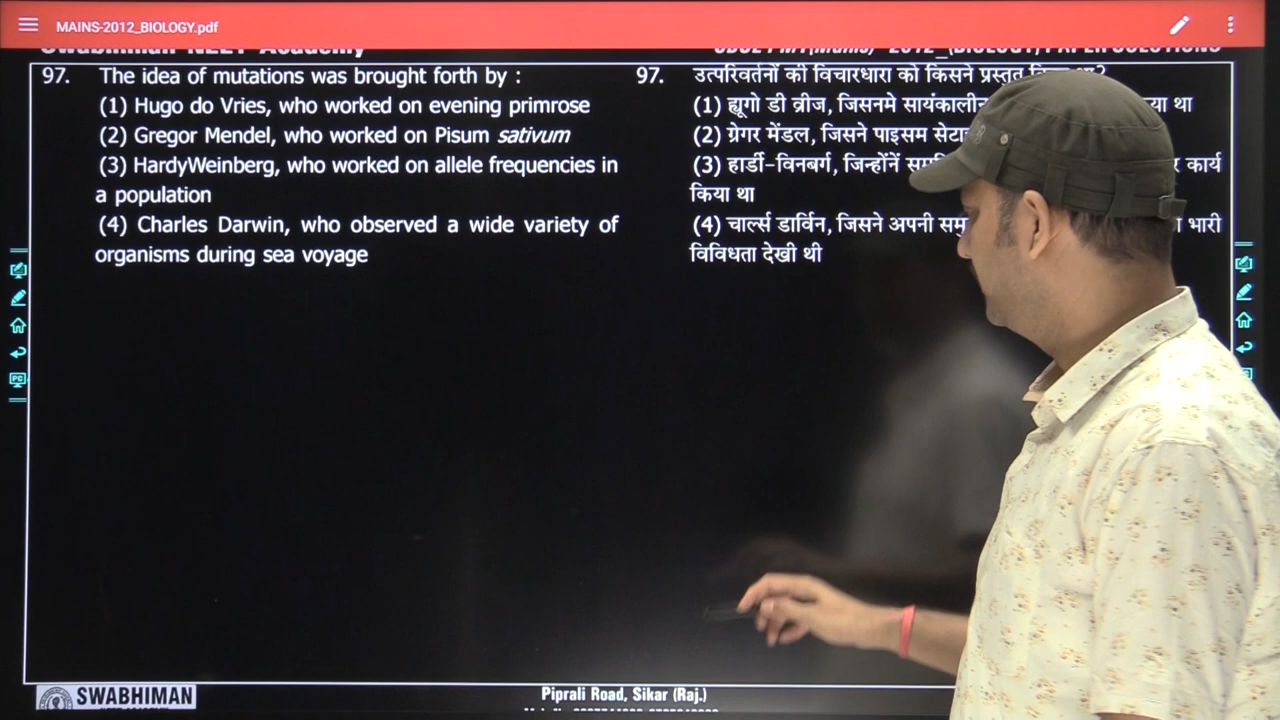 MAINS-2012_BIOLOGY.pdf
97. The idea of mutations was brought forth by :
(1) Hugo do Vries, who worked on evening primrose
(2) Gregor Mendel, who worked on Pisum sativum
(3) HardyWeinberg, who worked on allele frequencies in
a population
(4) Charles Darwin, who observed a wide variety of
organisms during sea voyage
97. उत्परिवर्तनों की विचारधारा को किसने प्रस्तुत किया था?
(1) ह्यूगो डी व्रीज, जिसनमे
(2) ग्रेगर मेंडल, जिसने पाइसम
(3) हार्डी-विनबर्ग, जिन्होंनें कार्य
किया था
(4) चार्ल्स डार्विन, जिसने अपनी भारी
विविधता देखी थी
SWABHIMAN
Piprali Road, Sikar (Raj.)